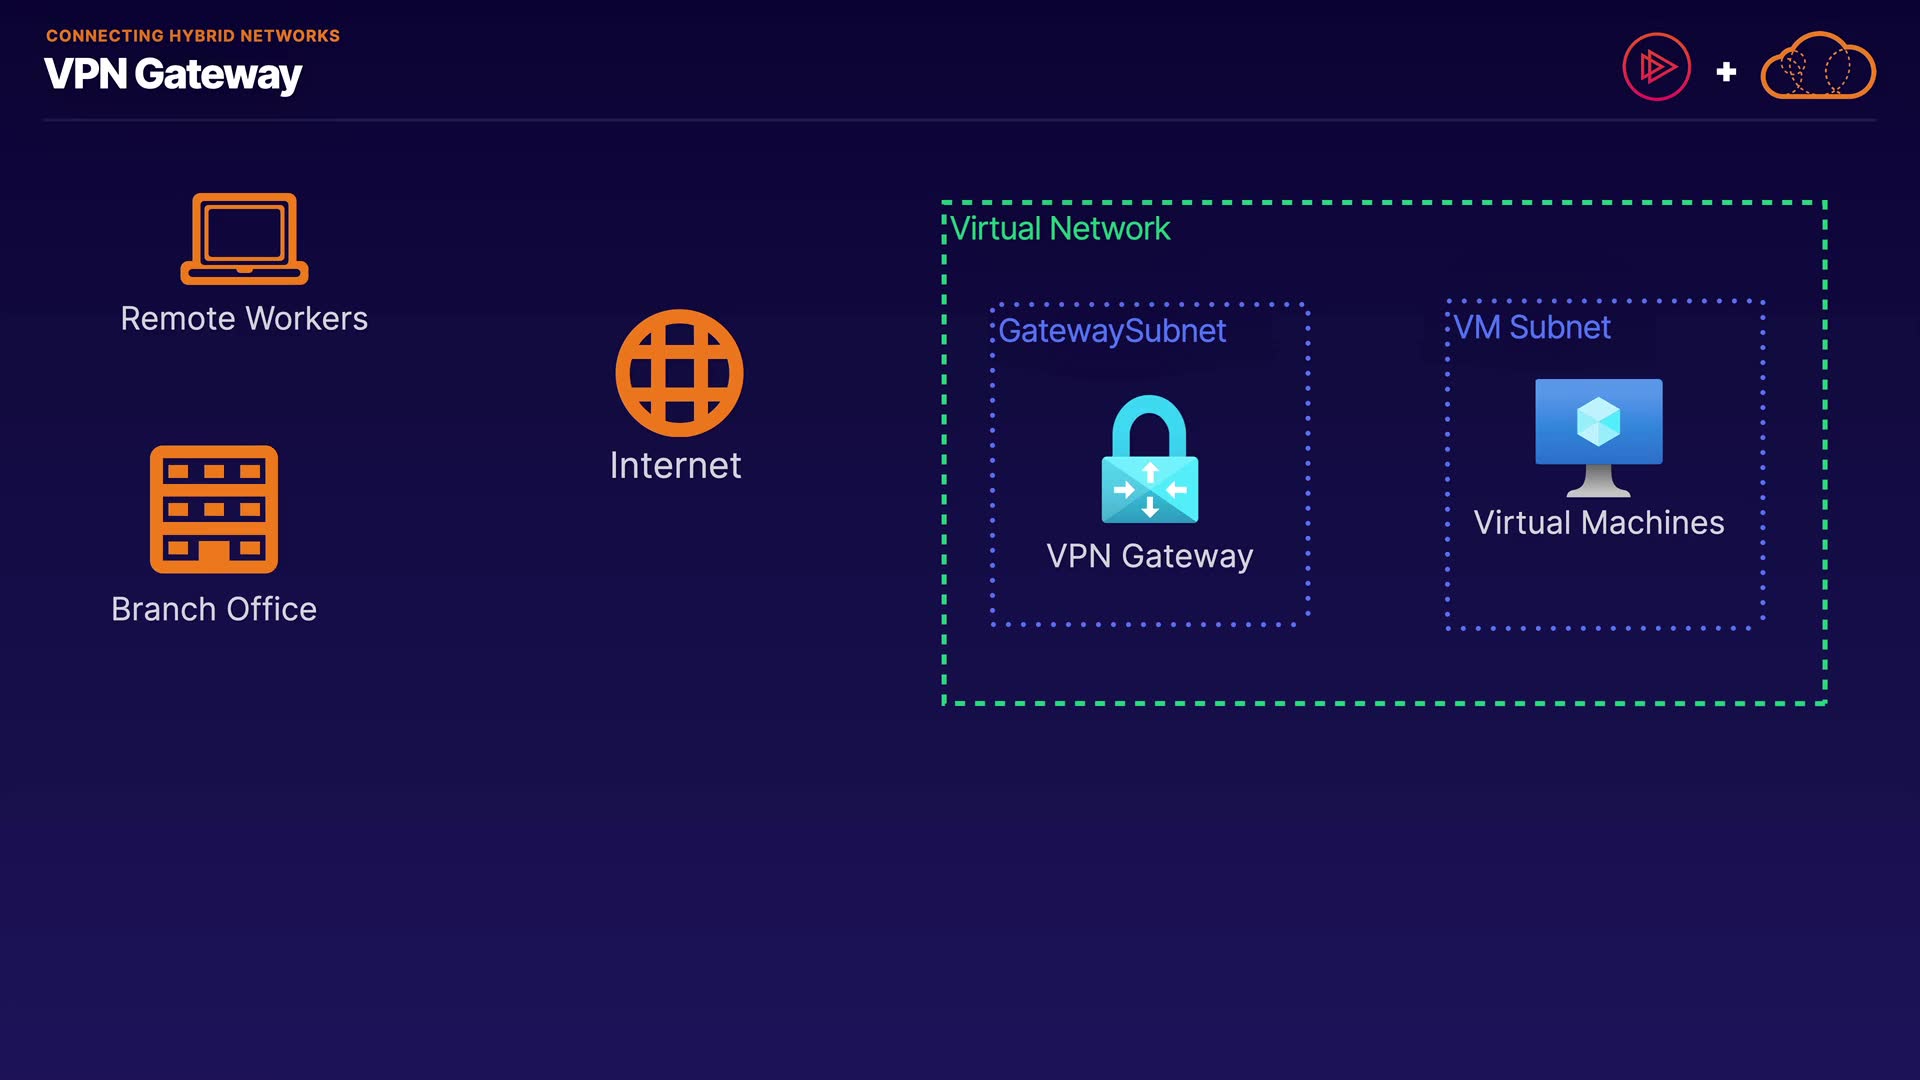 CONNECTING HYBRID NETWORKS
VPN Gateway
Remote Workers
Branch Office
Internet
Virtual Network
GatewaySubnet
VPN Gateway
VM Subnet
Virtual Machines